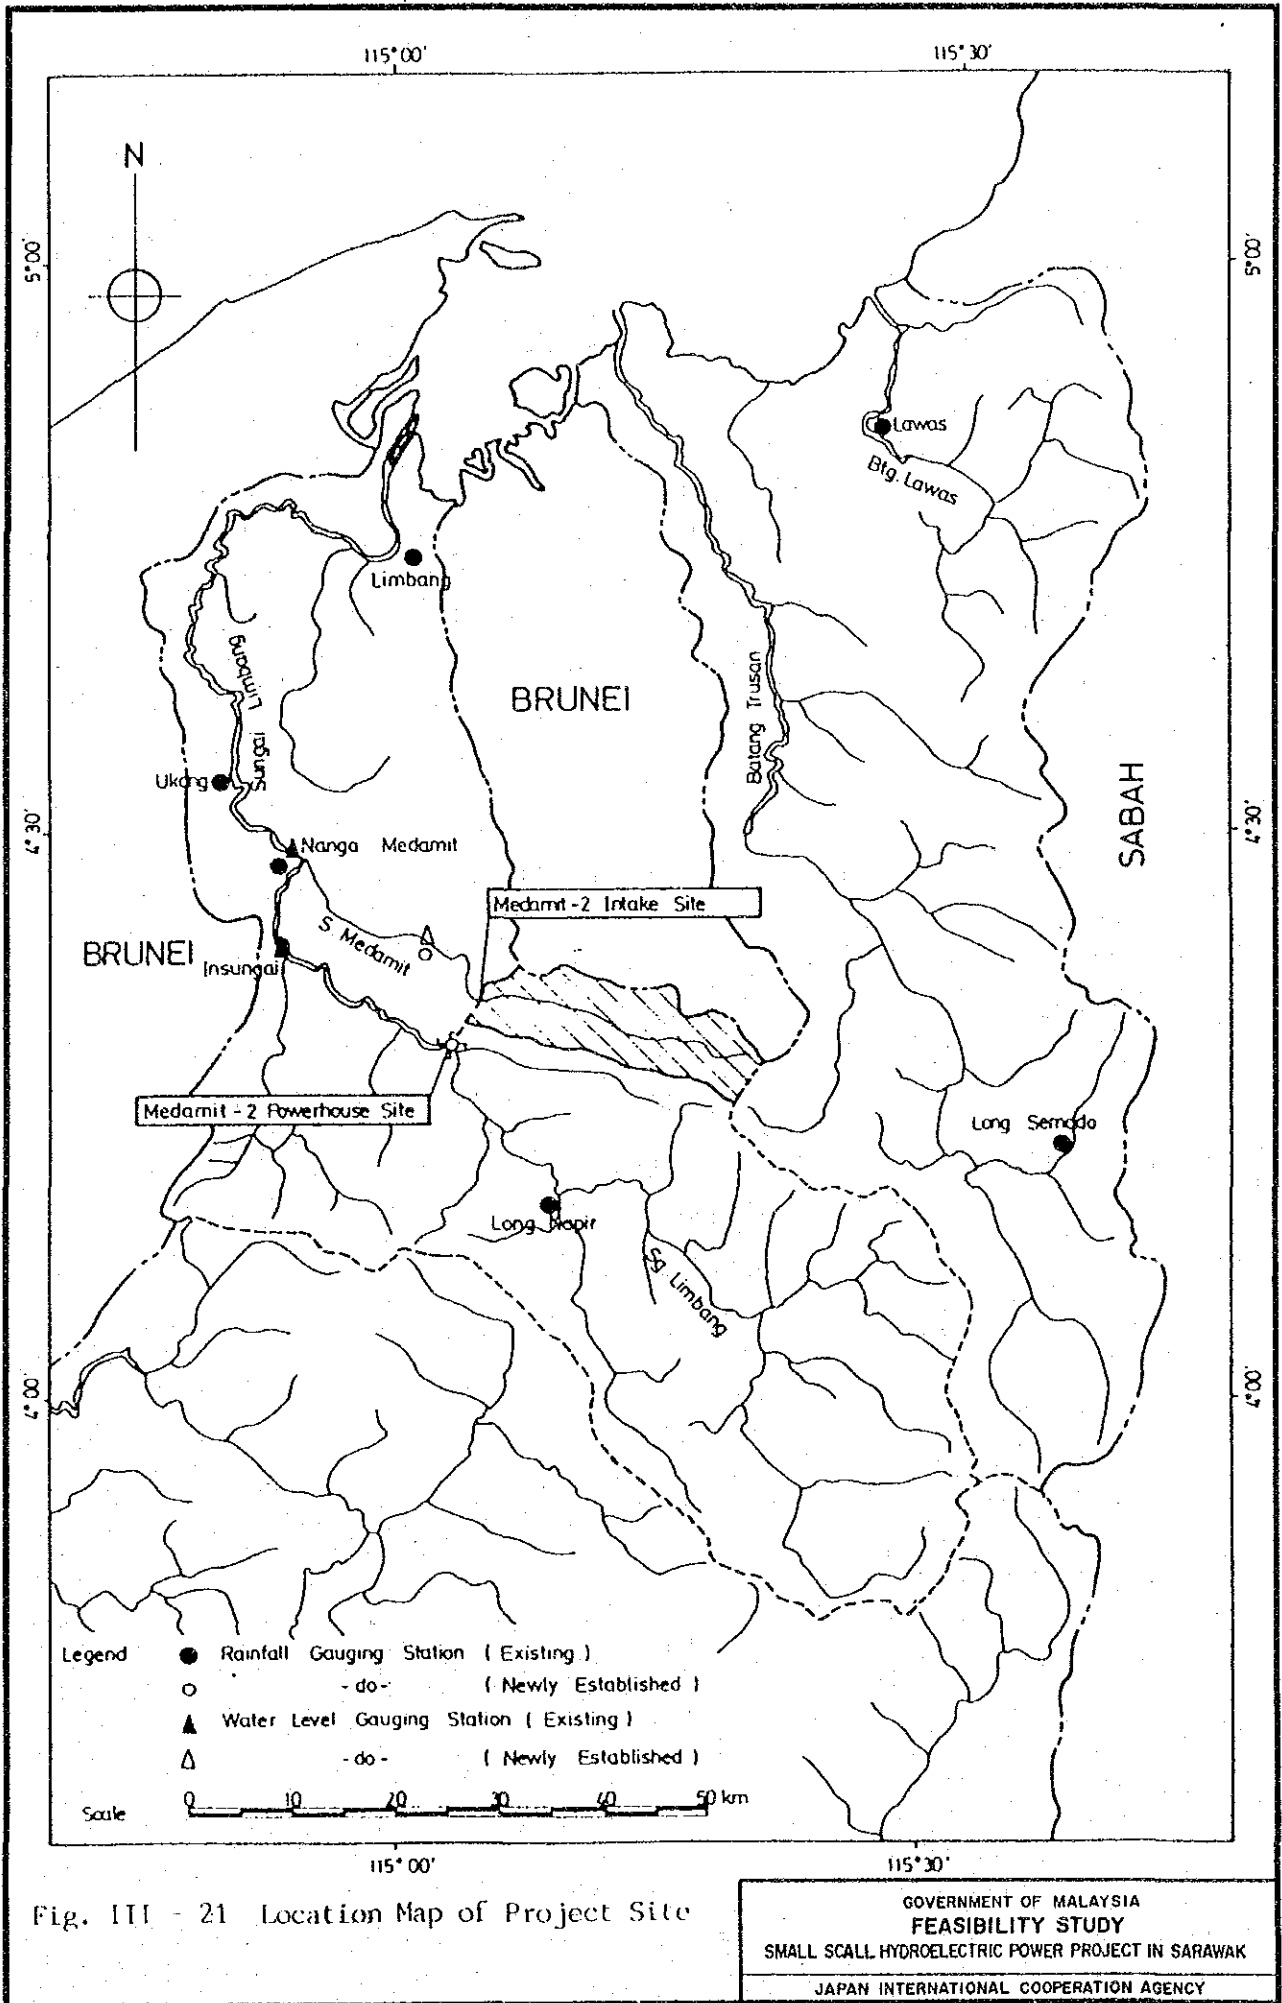 115°00'
115°30'
N
5°00'
5°00'
Lawas
Btg. Lawas
Limbang
Sungai Limbang
BRUNEI
Batang Trusan
Ukong
SABAH
4°30'
4°30'
Nanga Medamit
Medamit-2 Intake Site
S. Medamit
BRUNEI
Insungai
Medamit-2 Powerhouse Site
Long Semado
Long Napir
Sg. Limbang
4°00'
4°00'
Legend
Rainfall Gauging Station (Existing)
-do- (Newly Established)
Water Level Gauging Station (Existing)
-do- (Newly Established)
Scale 0 10 20 30 40 50 km
115°00'
115°30'
Fig. III - 21 Location Map of Project Site
GOVERNMENT OF MALAYSIA
FEASIBILITY STUDY
SMALL SCALL HYDROELECTRIC POWER PROJECT IN SARAWAK
JAPAN INTERNATIONAL COOPERATION AGENCY